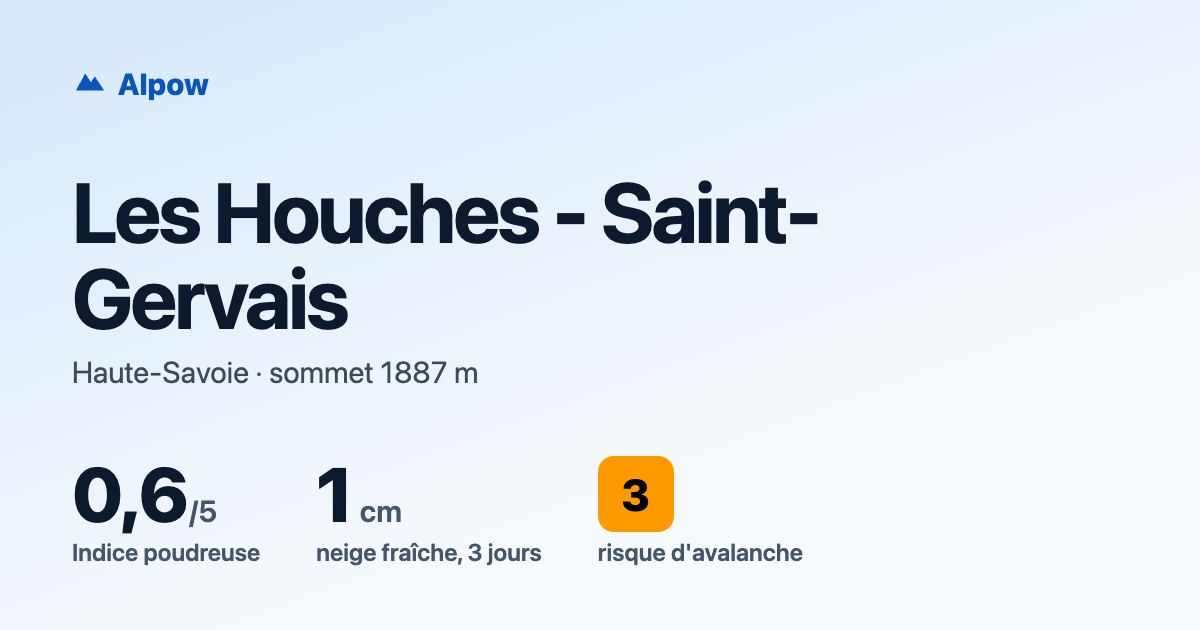 Alpow
Les Houches - Saint-
Gervais
Haute-Savoie · sommet 1887 m
0,6/5
1 cm
3
Indice poudreuse
neige fraîche, 3 jours
risque d'avalanche